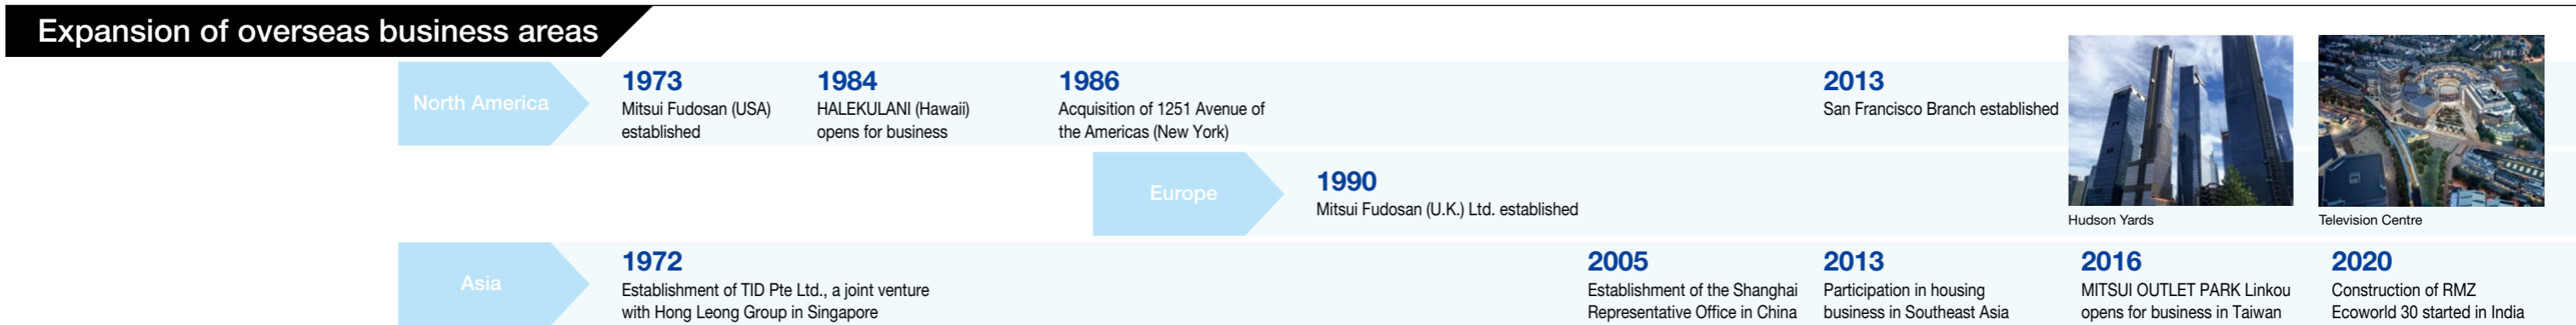 Expansion of overseas business areas
North America
1973
Mitsui Fudosan (USA)
established
1984
HALEKULANI (Hawaii)
opens for business
1986
Acquisition of 1251 Avenue of
the Americas (New York)
2013
San Francisco Branch established
Hudson Yards
Television Centre
Europe
1990
Mitsui Fudosan (U.K.) Ltd. established
Asia
1972
Establishment of TID Pte Ltd., a joint venture
with Hong Leong Group in Singapore
2005
Establishment of the Shanghai
Representative Office in China
2013
Participation in housing
business in Southeast Asia
2016
MITSUI OUTLET PARK Linkou
opens for business in Taiwan
2020
Construction of RMZ
Ecoworld 30 started in India